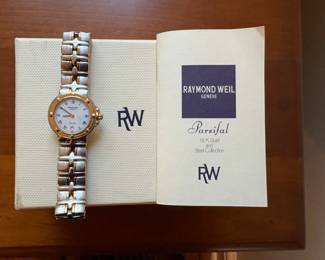 RW
RAYMOND WEIL
GENEVE
Parsifal
18 K Gold
and
Steel Collection
RW